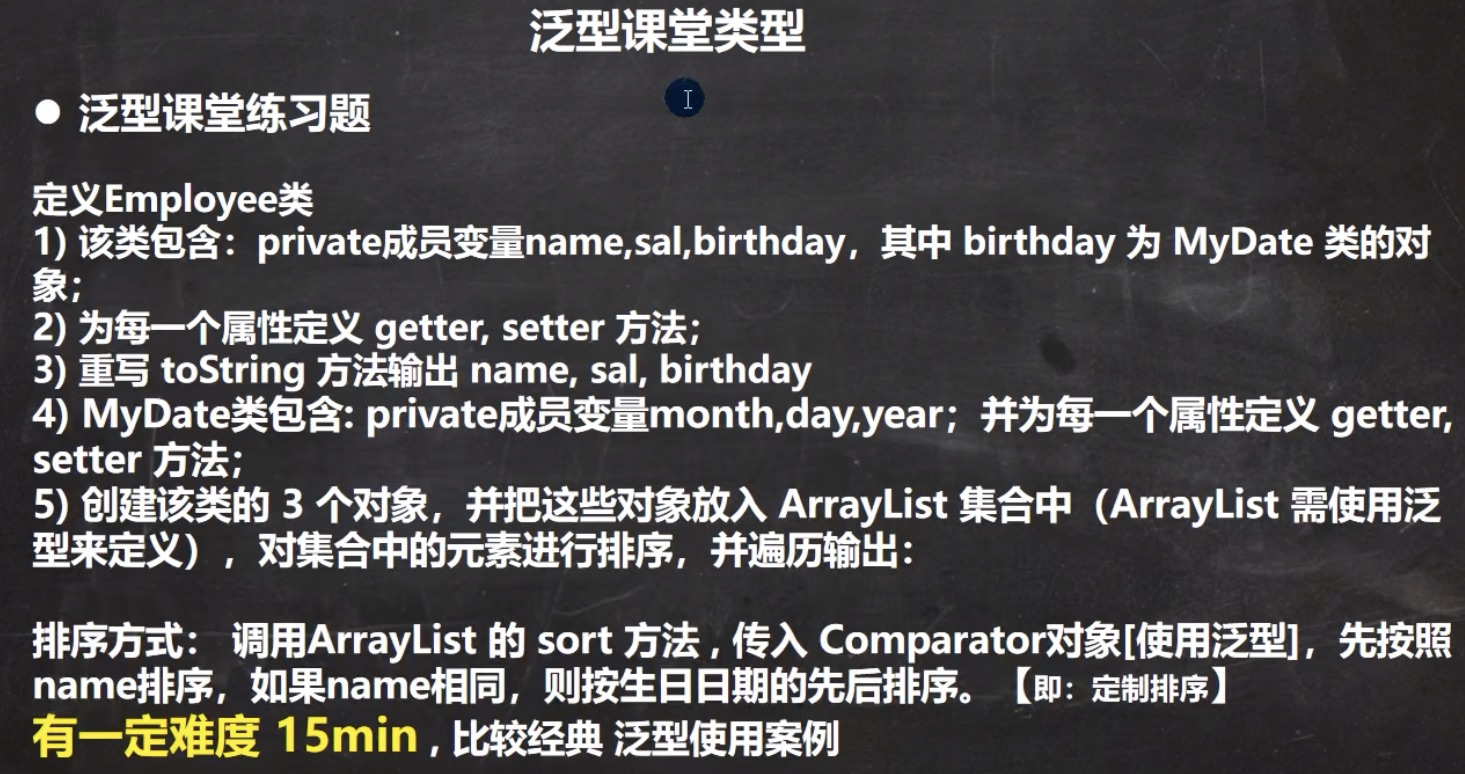 泛型课堂类型
● 泛型课堂练习题
定义Employee类
1) 该类包含：private成员变量name,sal,birthday，其中 birthday 为 MyDate 类的对
象；
2) 为每一个属性定义 getter, setter 方法；
3) 重写 toString 方法输出 name, sal, birthday
4) MyDate类包含: private成员变量month,day,year；并为每一个属性定义 getter,
setter 方法；
5) 创建该类的 3 个对象，并把这些对象放入 ArrayList 集合中（ArrayList 需使用泛
型来定义），对集合中的元素进行排序，并遍历输出：
排序方式： 调用ArrayList 的 sort 方法 , 传入 Comparator对象[使用泛型]，先按照
name排序，如果name相同，则按生日日期的先后排序。【即：定制排序】
有一定难度 15min , 比较经典 泛型使用案例